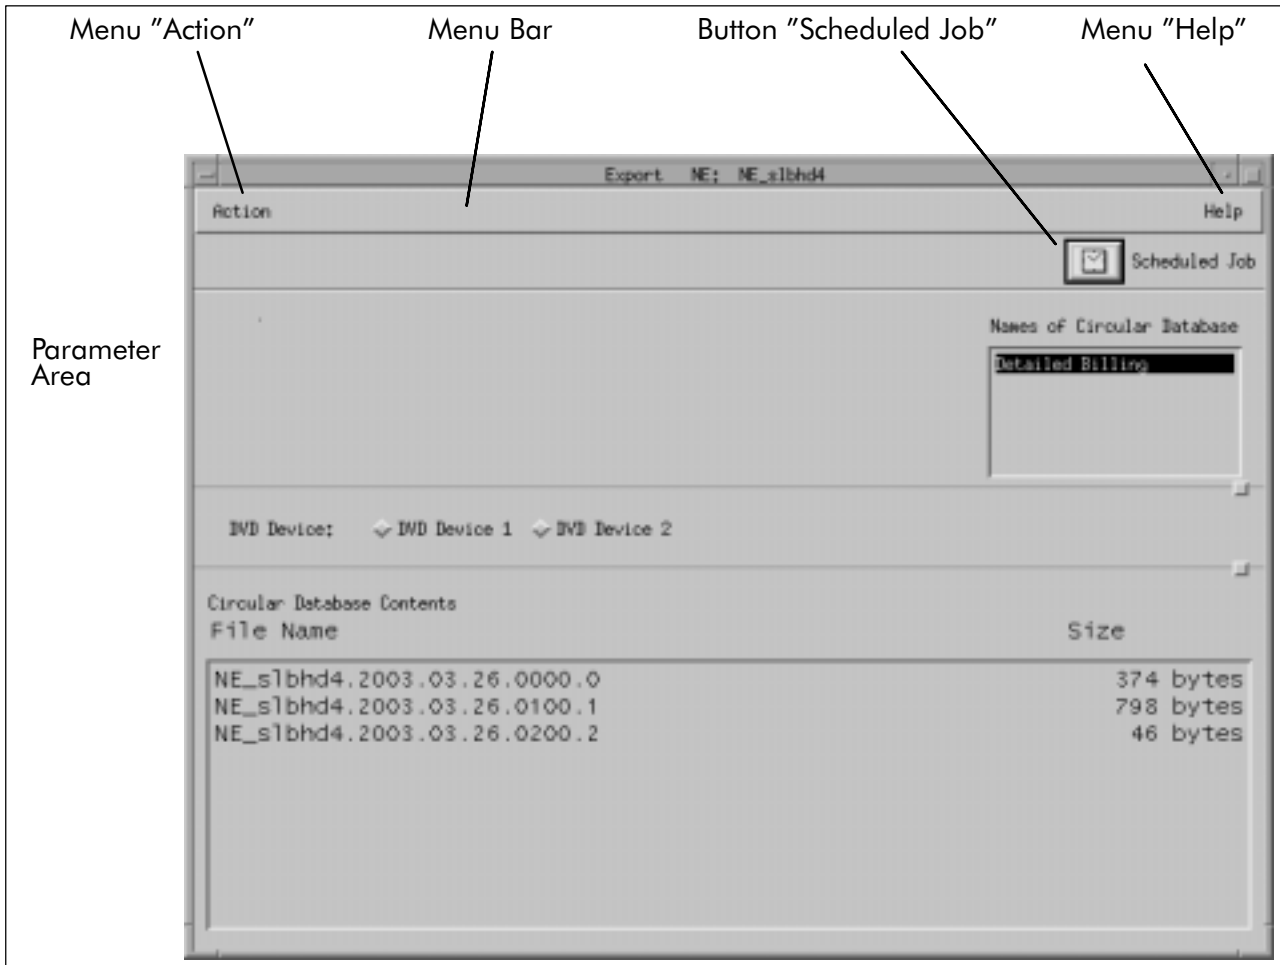 Menu "Action"
Menu Bar
Button "Scheduled Job"
Menu "Help"
Export NE: NE_slbhd4
Action
Help
Scheduled Job
Names of Circular Database
Parameter
Area
Detailed Billing
DVD Device: DVD Device 1 DVD Device 2
Circular Database Contents
File Name Size
NE_slbhd4.2003.03.26.0000.0 374 bytes
NE_slbhd4.2003.03.26.0100.1 798 bytes
NE_slbhd4.2003.03.26.0200.2 46 bytes